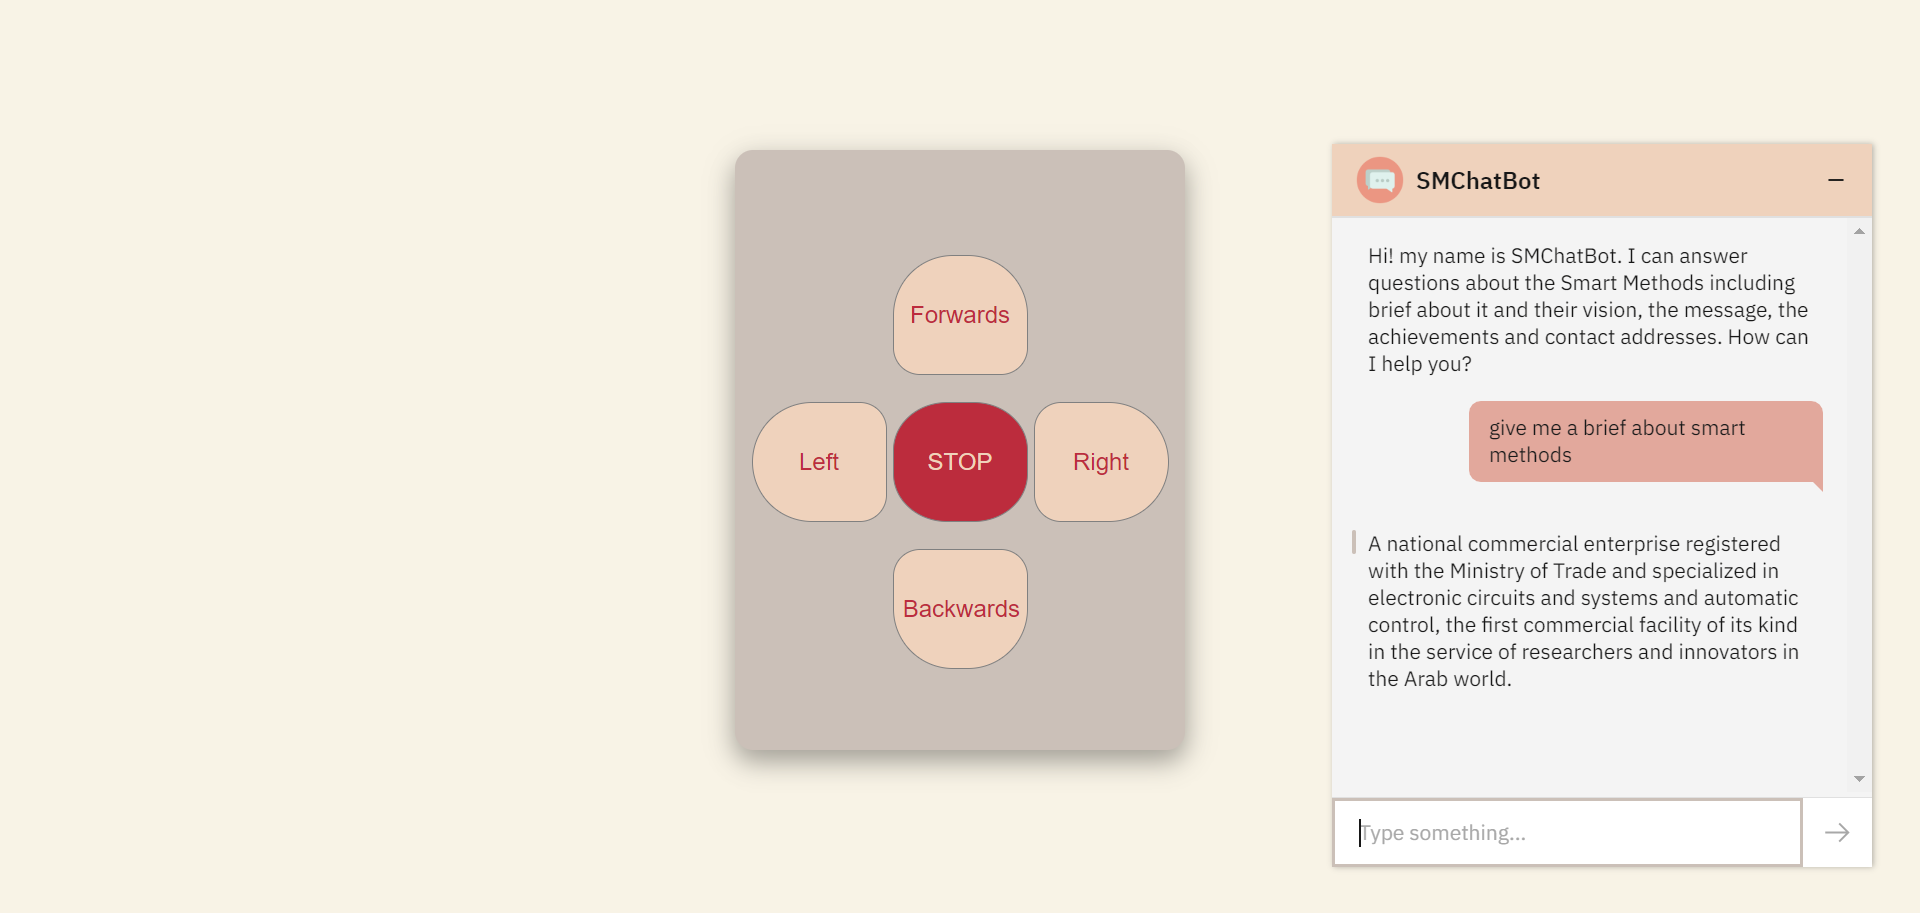 Forwards
Left
STOP
Right
Backwards
SMChatBot
Hi! my name is SMChatBot. I can answer
questions about the Smart Methods including
brief about it and their vision, the message, the
achievements and contact addresses. How can
I help you?
give me a brief about smart
methods
A national commercial enterprise registered
with the Ministry of Trade and specialized in
electronic circuits and systems and automatic
control, the first commercial facility of its kind
in the service of researchers and innovators in
the Arab world.
Type something...